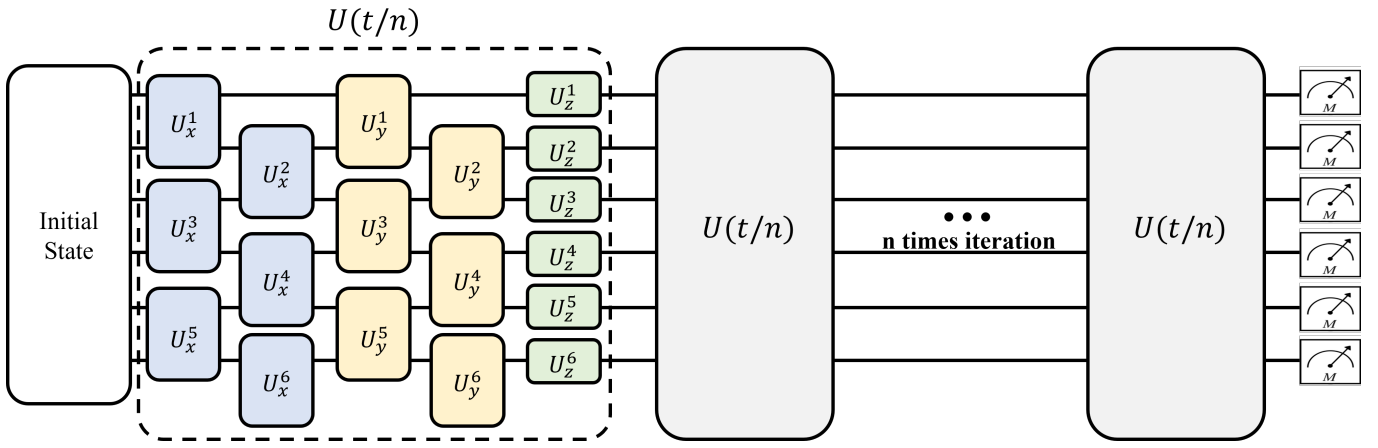 U(t/n)
Initial
State
U_x^1
U_x^3
U_x^5
U_x^2
U_x^4
U_x^6
U_y^1
U_y^3
U_y^5
U_y^2
U_y^4
U_y^6
U_z^1
U_z^2
U_z^3
U_z^4
U_z^5
U_z^6
U(t/n)
•••
n times iteration
U(t/n)
M
M
M
M
M
M